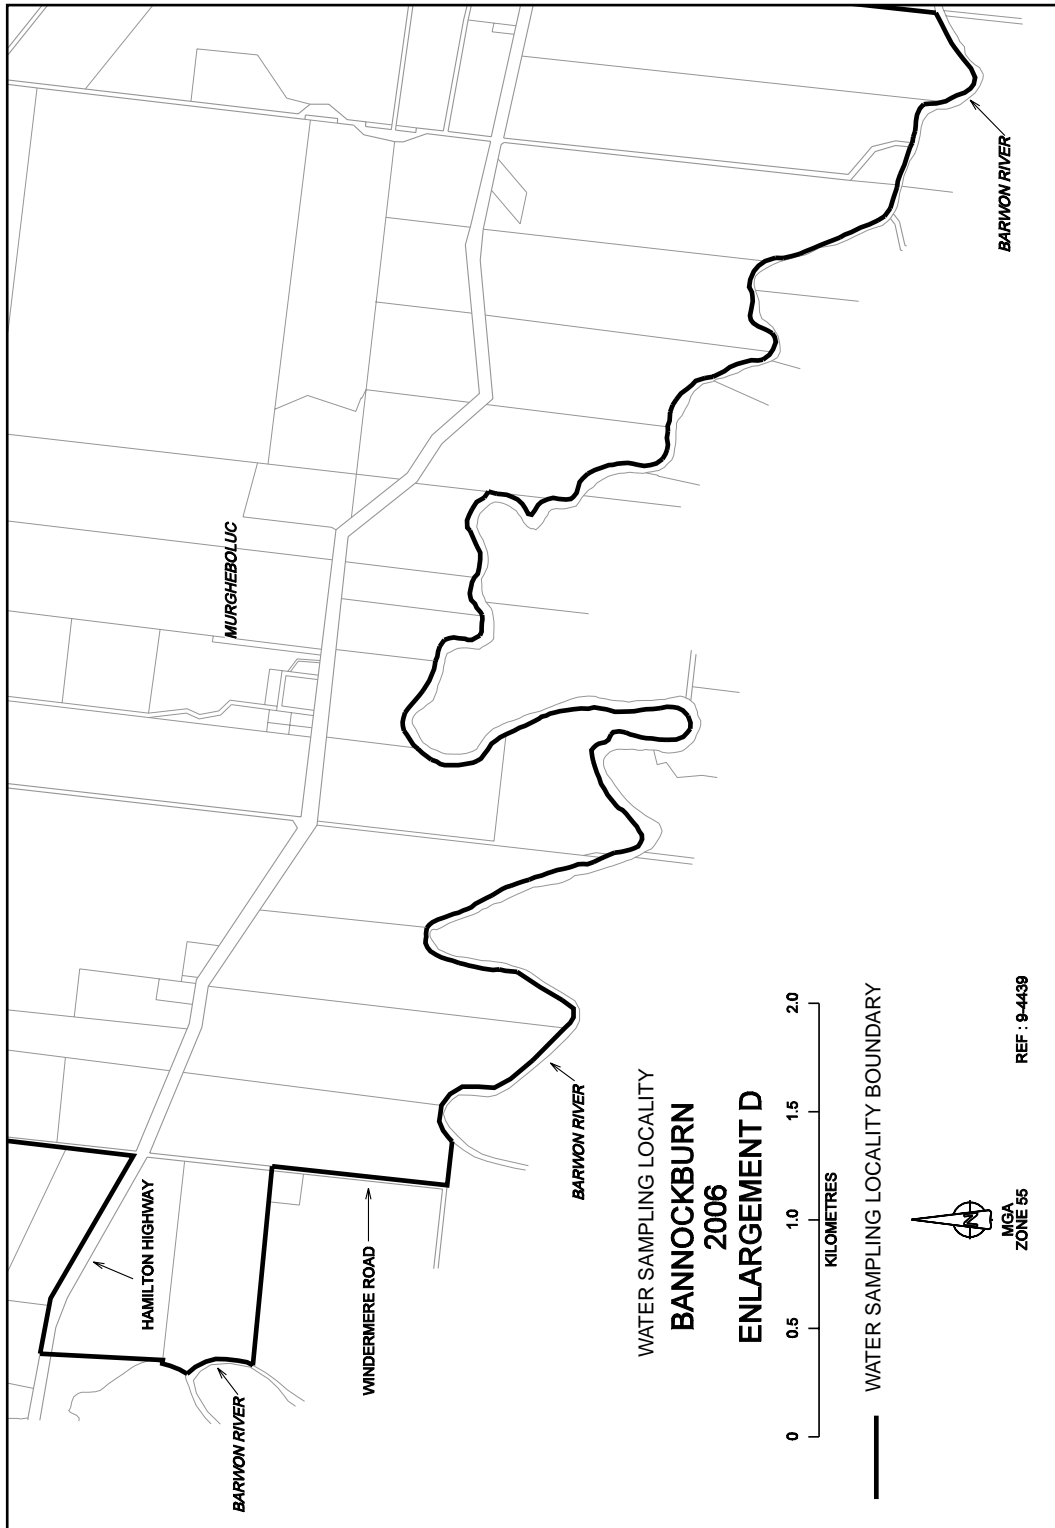 MURGHEBOLUC
BARWON RIVER
HAMILTON HIGHWAY
WINDERMERE ROAD
BARWON RIVER
BARWON RIVER
WATER SAMPLING LOCALITY
BANNOCKBURN
2006
ENLARGEMENT D
0 0.5 1.0 1.5 2.0
KILOMETRES
WATER SAMPLING LOCALITY BOUNDARY
N
MGA
ZONE 55
REF : 9-4439